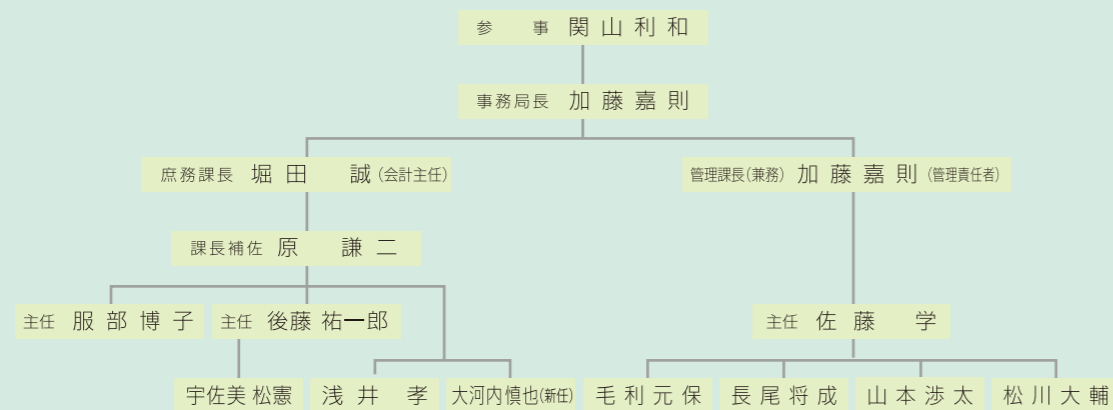 参　事 関山利和
事務局長 加藤嘉則
庶務課長 堀田　誠(会計主任)
管理課長(兼務) 加藤嘉則(管理責任者)
課長補佐 原　謙二
主任 服部博子
主任 後藤祐一郎
主任 佐藤　学
宇佐美松憲
浅井　孝
大河内慎也(新任)
毛利元保
長尾将成
山本渉太
松川大輔